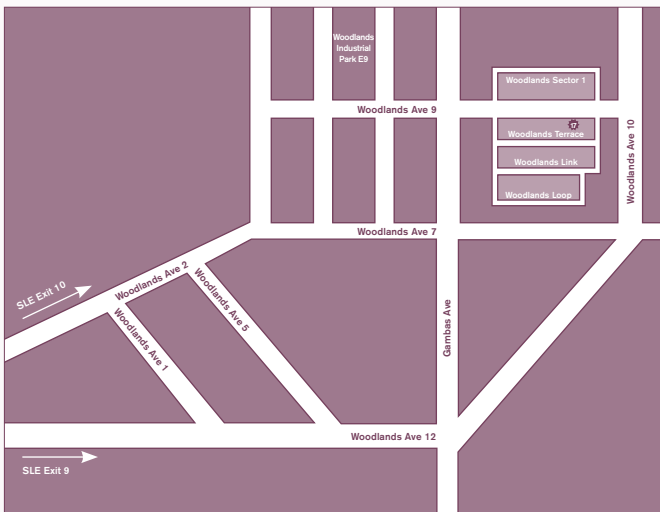 Woodlands
Industrial
Park E9
Woodlands Sector 1
Woodlands Ave 9
17
Woodlands Terrace
Woodlands Ave 10
Woodlands Link
Woodlands Loop
Woodlands Ave 7
Woodlands Ave 2
SLE Exit 10
Woodlands Ave 5
Woodlands Ave 1
Gambas Ave
Woodlands Ave 12
SLE Exit 9